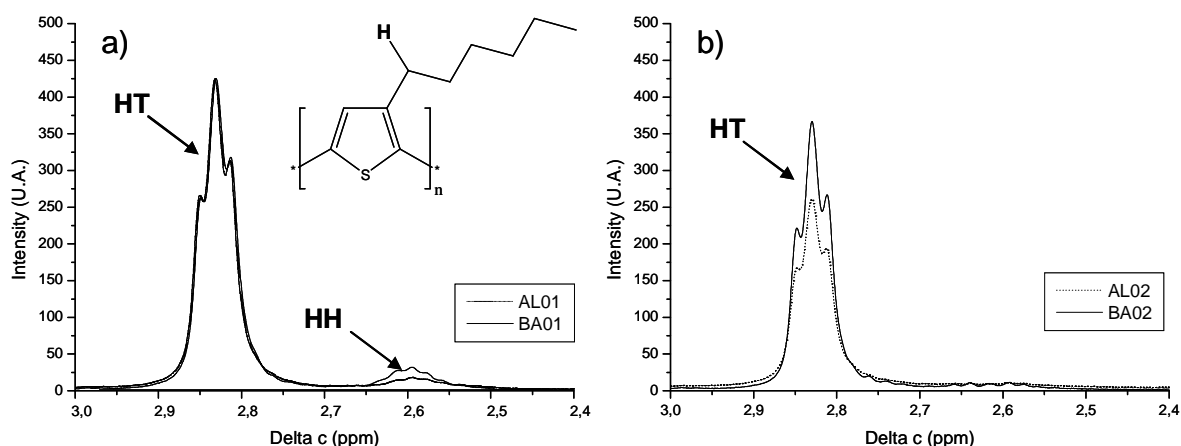 a)
Intensity (U.A.)
500
450
400
350
300
250
200
150
100
50
0
HT
H
*
S
*
n
HH
AL01
BA01
3,0 2,9 2,8 2,7 2,6 2,5 2,4
Delta c (ppm)
b)
Intensity (U.A.)
500
450
400
350
300
250
200
150
100
50
0
HT
AL02
BA02
3,0 2,9 2,8 2,7 2,6 2,5 2,4
Delta c (ppm)